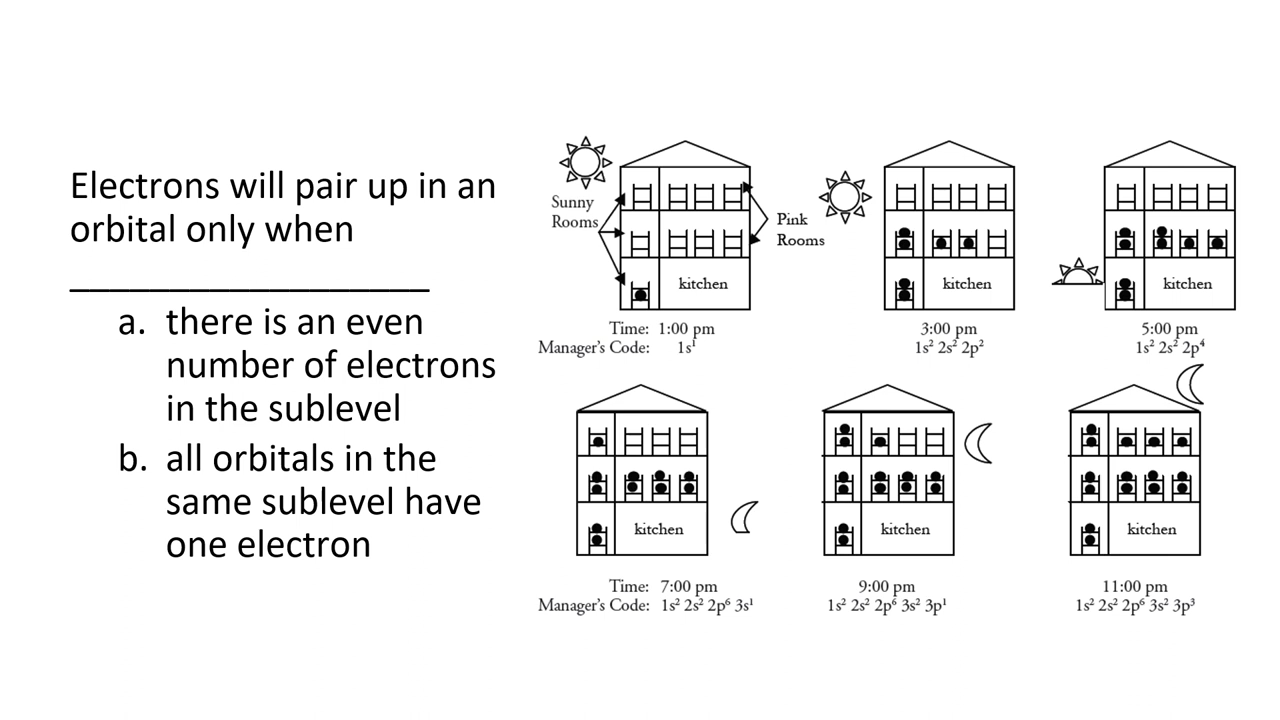 Electrons will pair up in an
orbital only when
__________________
a. there is an even
number of electrons
in the sublevel
b. all orbitals in the
same sublevel have
one electron
Sunny
Rooms
Pink
Rooms
kitchen
kitchen
kitchen
Time: 1:00 pm
Manager's Code: 1s¹
3:00 pm
1s² 2s² 2p²
5:00 pm
1s² 2s² 2p⁴
kitchen
kitchen
kitchen
Time: 7:00 pm
Manager's Code: 1s² 2s² 2p⁶ 3s¹
9:00 pm
1s² 2s² 2p⁶ 3s² 3p¹
11:00 pm
1s² 2s² 2p⁶ 3s² 3p³